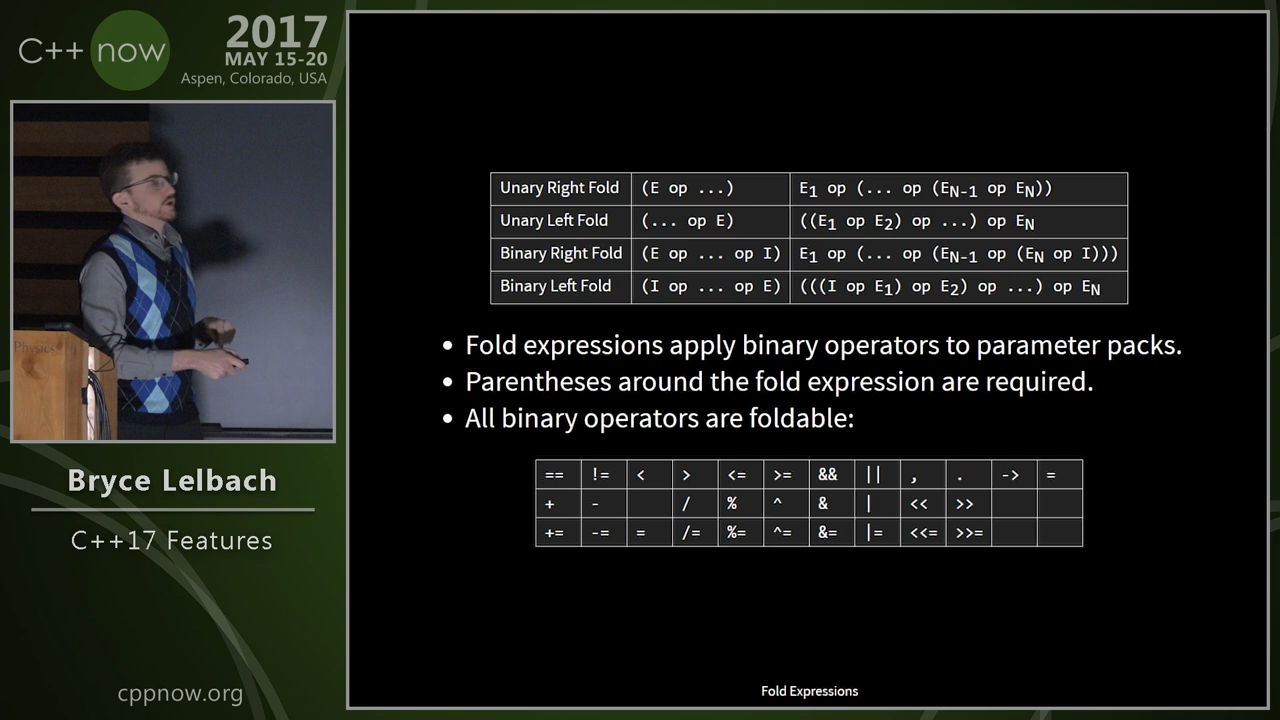 C++ now
2017
MAY 15-20
Aspen, Colorado, USA
Physics
Bryce Lelbach
C++17 Features
cppnow.org
Unary Right Fold (E op ...) E1 op (... op (EN-1 op EN))
Unary Left Fold (... op E) ((E1 op E2) op ...) op EN
Binary Right Fold (E op ... op I) E1 op (... op (EN-1 op (EN op I)))
Binary Left Fold (I op ... op E) (((I op E1) op E2) op ...) op EN
• Fold expressions apply binary operators to parameter packs.
• Parentheses around the fold expression are required.
• All binary operators are foldable:
== != < > <= >= && || , . -> =
+ - / % ^ & | << >>
+= -= = /= %= ^= &= |= <<= >>=
Fold Expressions